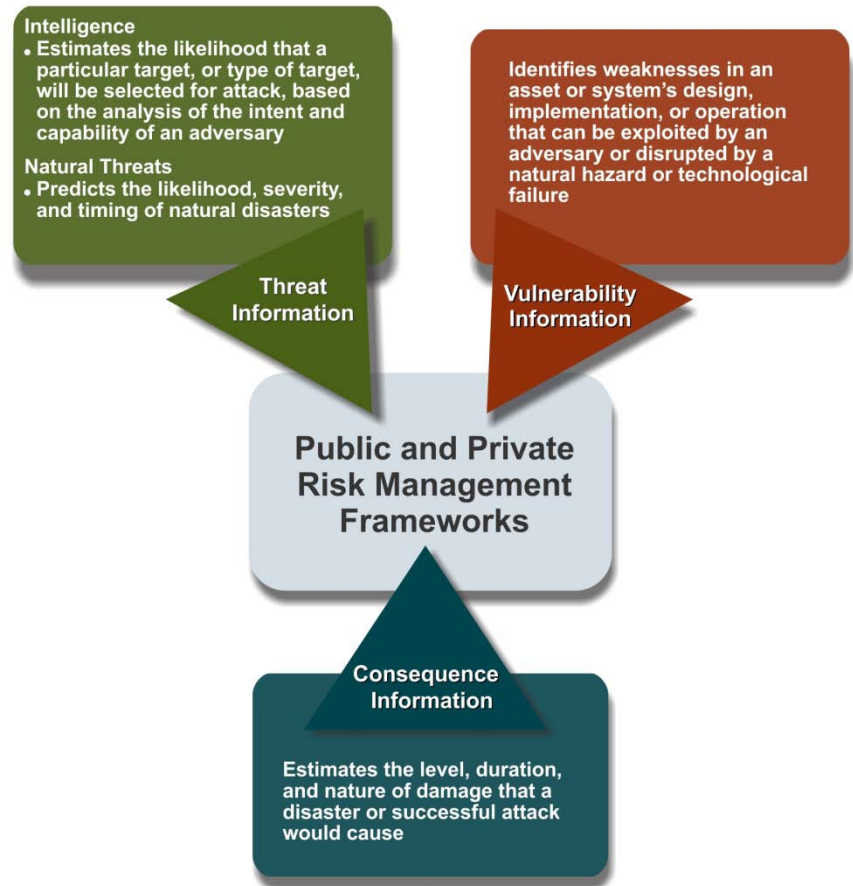 Intelligence
• Estimates the likelihood that a
particular target, or type of target,
will be selected for attack, based
on the analysis of the intent and
capability of an adversary
Natural Threats
• Predicts the likelihood, severity,
and timing of natural disasters
Threat
Information
Identifies weaknesses in an
asset or system's design,
implementation, or operation
that can be exploited by an
adversary or disrupted by a
natural hazard or technological
failure
Vulnerability
Information
Public and Private
Risk Management
Frameworks
Consequence
Information
Estimates the level, duration,
and nature of damage that a
disaster or successful attack
would cause